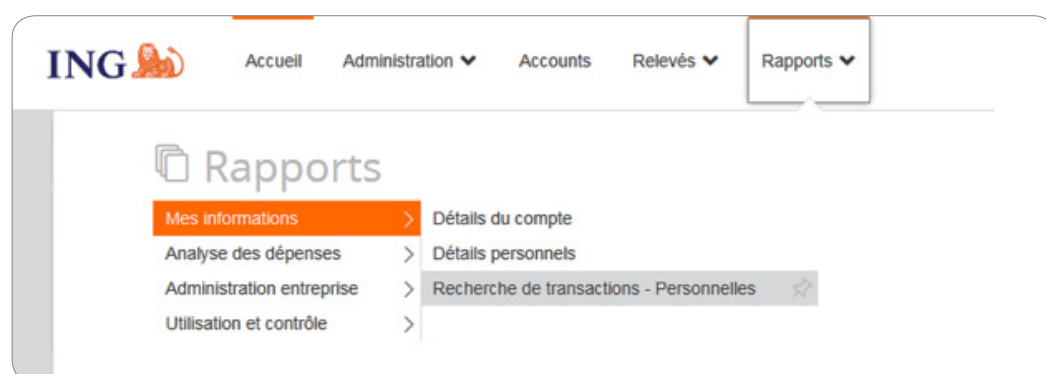 ING Accueil Administration Accounts Relevés Rapports
Rapports
Mes informations Détails du compte
Analyse des dépenses Détails personnels
Administration entreprise Recherche de transactions - Personnelles
Utilisation et contrôle